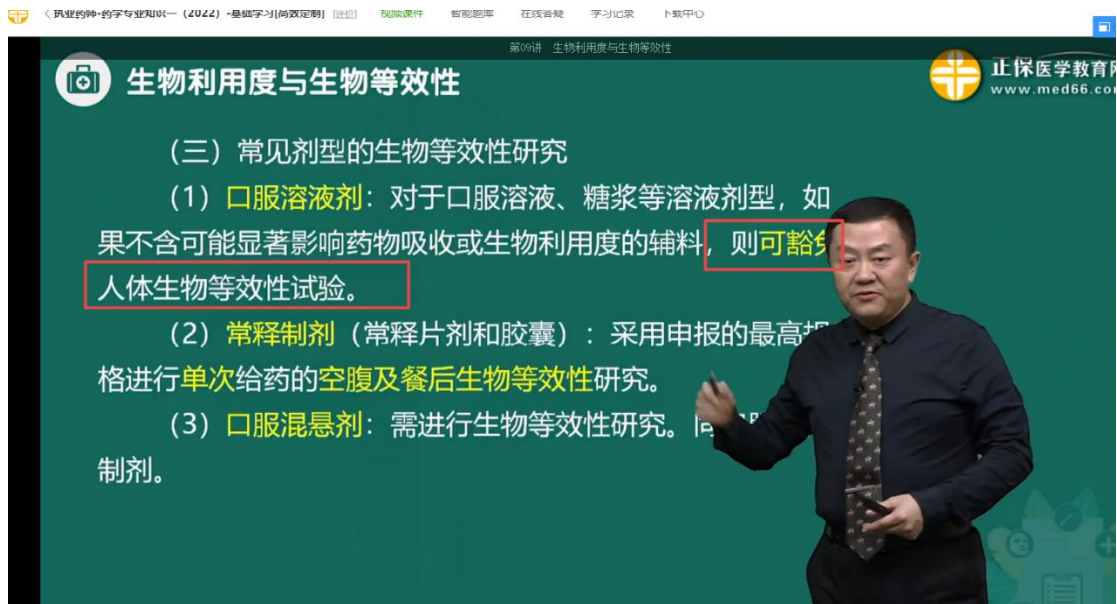 执业药师-药学专业知识一（2022）-基础学习[高效定制] [评价] 视频课件 智能题库 在线答疑 学习记录 下载中心
第09讲 生物利用度与生物等效性
生物利用度与生物等效性
正保医学教育网
www.med66.com
（三）常见剂型的生物等效性研究
（1）口服溶液剂：对于口服溶液、糖浆等溶液剂型，如
果不含可能显著影响药物吸收或生物利用度的辅料，则可豁免
人体生物等效性试验。
（2）常释制剂（常释片剂和胶囊）：采用申报的最高规
格进行单次给药的空腹及餐后生物等效性研究。
（3）口服混悬剂：需进行生物等效性研究。同
制剂。